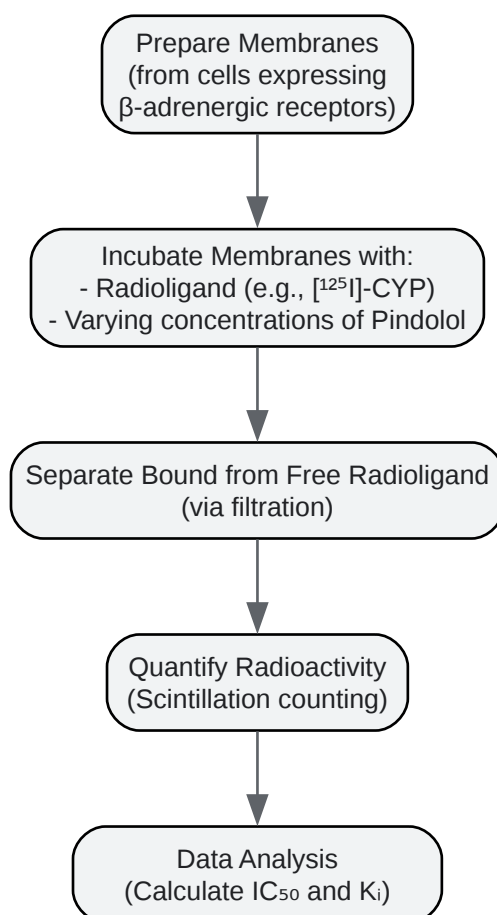 Prepare Membranes
(from cells expressing
β-adrenergic receptors)
Incubate Membranes with:
- Radioligand (e.g., [¹²⁵I]-CYP)
- Varying concentrations of Pindolol
Separate Bound from Free Radioligand
(via filtration)
Quantify Radioactivity
(Scintillation counting)
Data Analysis
(Calculate IC₅₀ and Kᵢ)